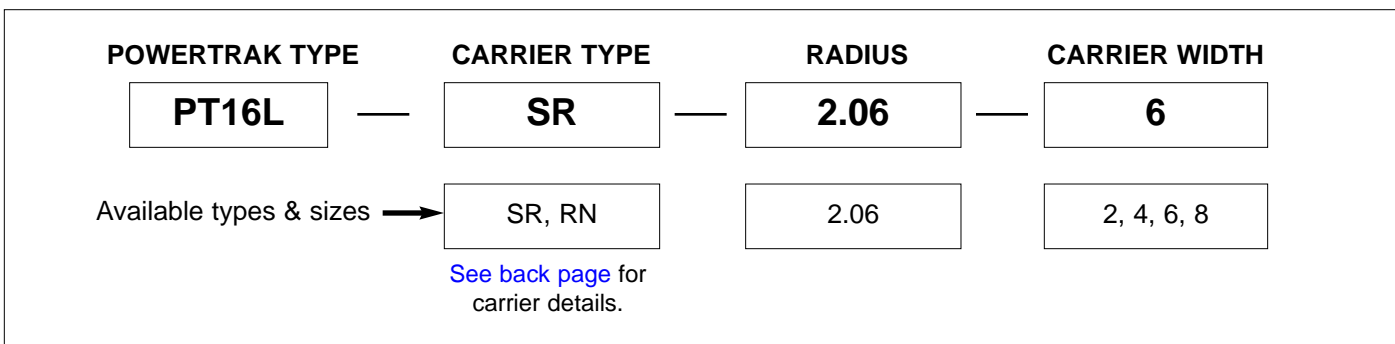 POWERTRAK TYPE CARRIER TYPE RADIUS CARRIER WIDTH
PT16L — SR — 2.06 — 6
Available types & sizes SR, RN 2.06 2, 4, 6, 8
See back page for
carrier details.